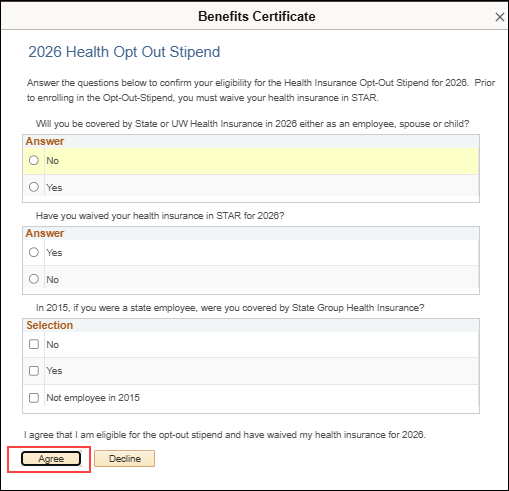 Benefits Certificate
2026 Health Opt Out Stipend
Answer the questions below to confirm your eligibility for the Health Insurance Opt-Out Stipend for 2026. Prior
to enrolling in the Opt-Out-Stipend, you must waive your health insurance in STAR.
Will you be covered by State or UW Health Insurance in 2026 either as an employee, spouse or child?
Answer
No
Yes
Have you waived your health insurance in STAR for 2026?
Answer
Yes
No
In 2015, if you were a state employee, were you covered by State Group Health Insurance?
Selection
No
Yes
Not employee in 2015
I agree that I am eligible for the opt-out stipend and have waived my health insurance for 2026.
Agree Decline